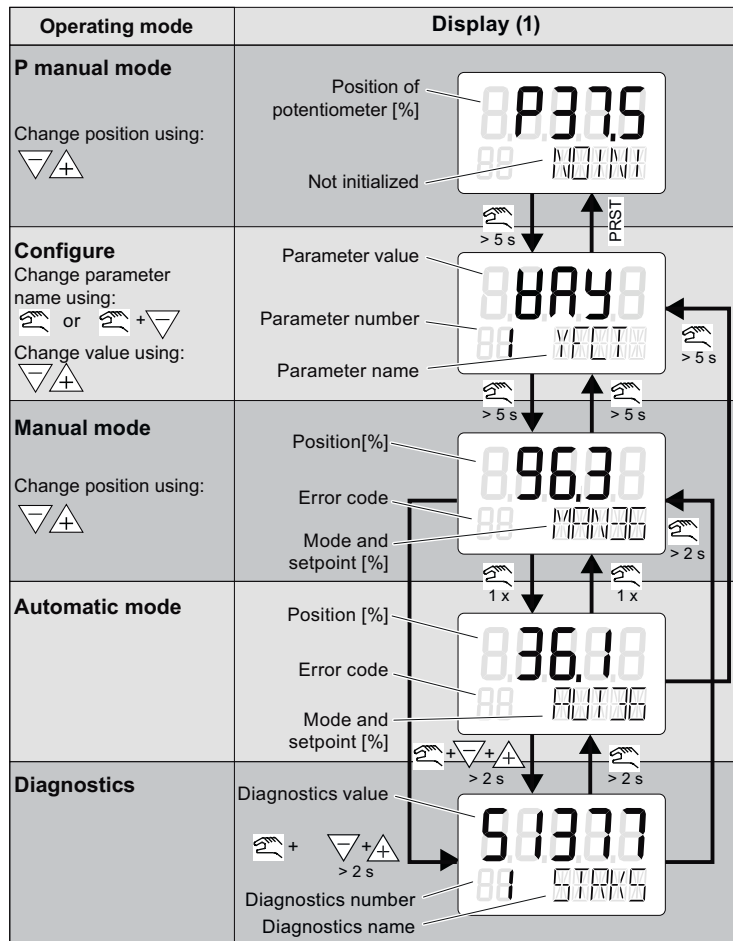 Operating mode
Display (1)
P manual mode
Change position using:
− +
Position of
potentiometer [%]
P37.5
NOINI
Not initialized
> 5 s
PRST
Configure
Change parameter
name using:
or + −
Change value using:
− +
Parameter value
WAY
Parameter number
1 YFCT
Parameter name
> 5 s
> 5 s
> 5 s
Manual mode
Change position using:
− +
Position[%]
96.3
Error code
MAN36
Mode and
setpoint [%]
> 2 s
1 x
1 x
Automatic mode
Position [%]
36.1
Error code
AUT36
Mode and
setpoint [%]
+ − + +
> 2 s
> 2 s
Diagnostics
Diagnostics value
51377
+ − + +
> 2 s
1 STRKS
Diagnostics number
Diagnostics name